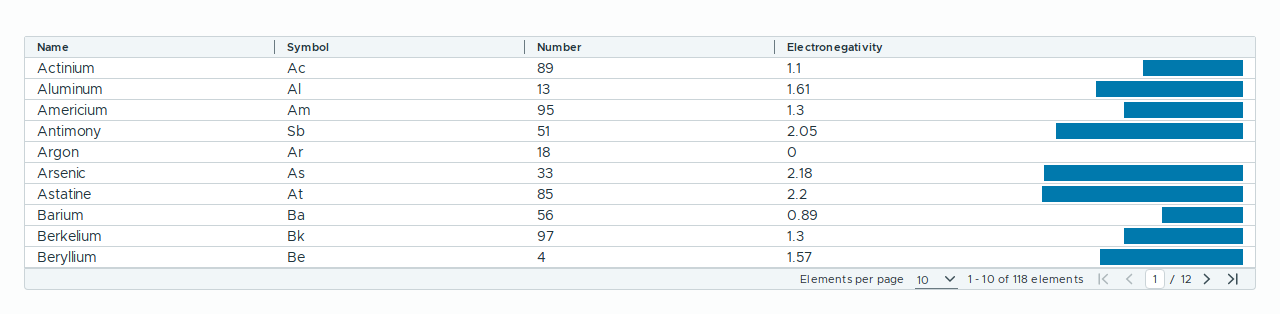 Name Symbol Number Electronegativity
Actinium Ac 89 1.1
Aluminum Al 13 1.61
Americium Am 95 1.3
Antimony Sb 51 2.05
Argon Ar 18 0
Arsenic As 33 2.18
Astatine At 85 2.2
Barium Ba 56 0.89
Berkelium Bk 97 1.3
Beryllium Be 4 1.57
Elements per page 10 1 - 10 of 118 elements 1 / 12